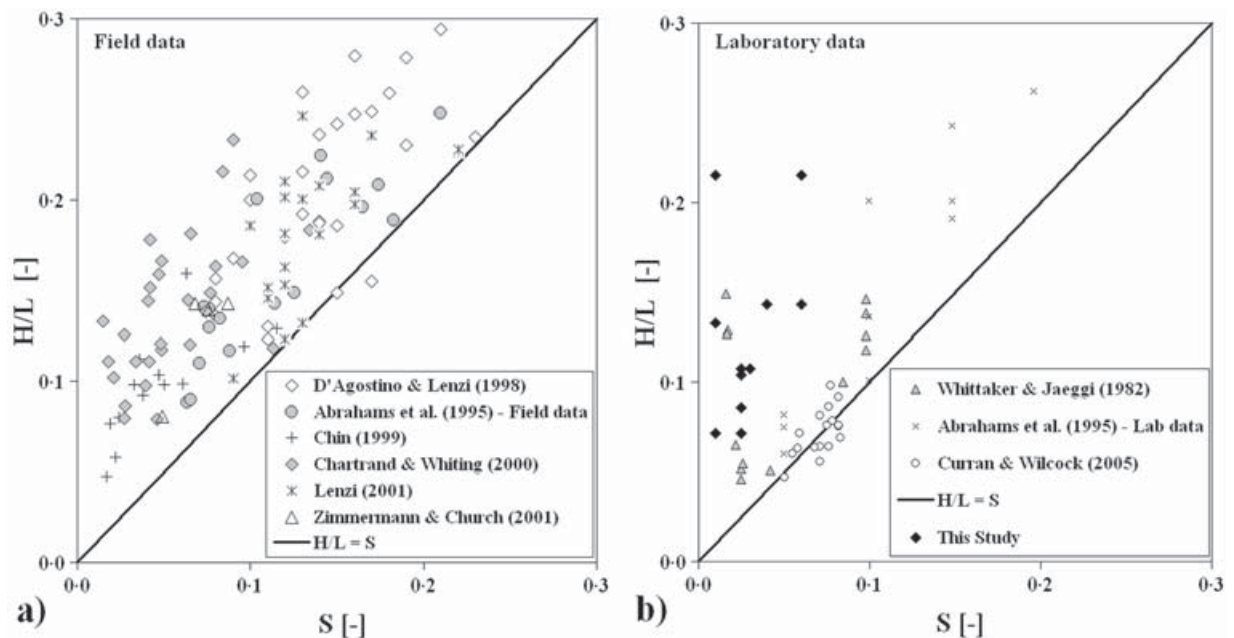 Field data
0·3
0·2
0·1
0·0
H/L [-]
D'Agostino & Lenzi (1998)
Abrahams et al. (1995) - Field data
Chin (1999)
Chartrand & Whiting (2000)
Lenzi (2001)
Zimmermann & Church (2001)
H/L = S
0·0
0·1
0·2
0·3
S [-]
a)
Laboratory data
0·3
0·2
0·1
0·0
H/L [-]
Whittaker & Jaeggi (1982)
Abrahams et al. (1995) - Lab data
Curran & Wilcock (2005)
H/L = S
This Study
0·0
0·1
0·2
0·3
S [-]
b)